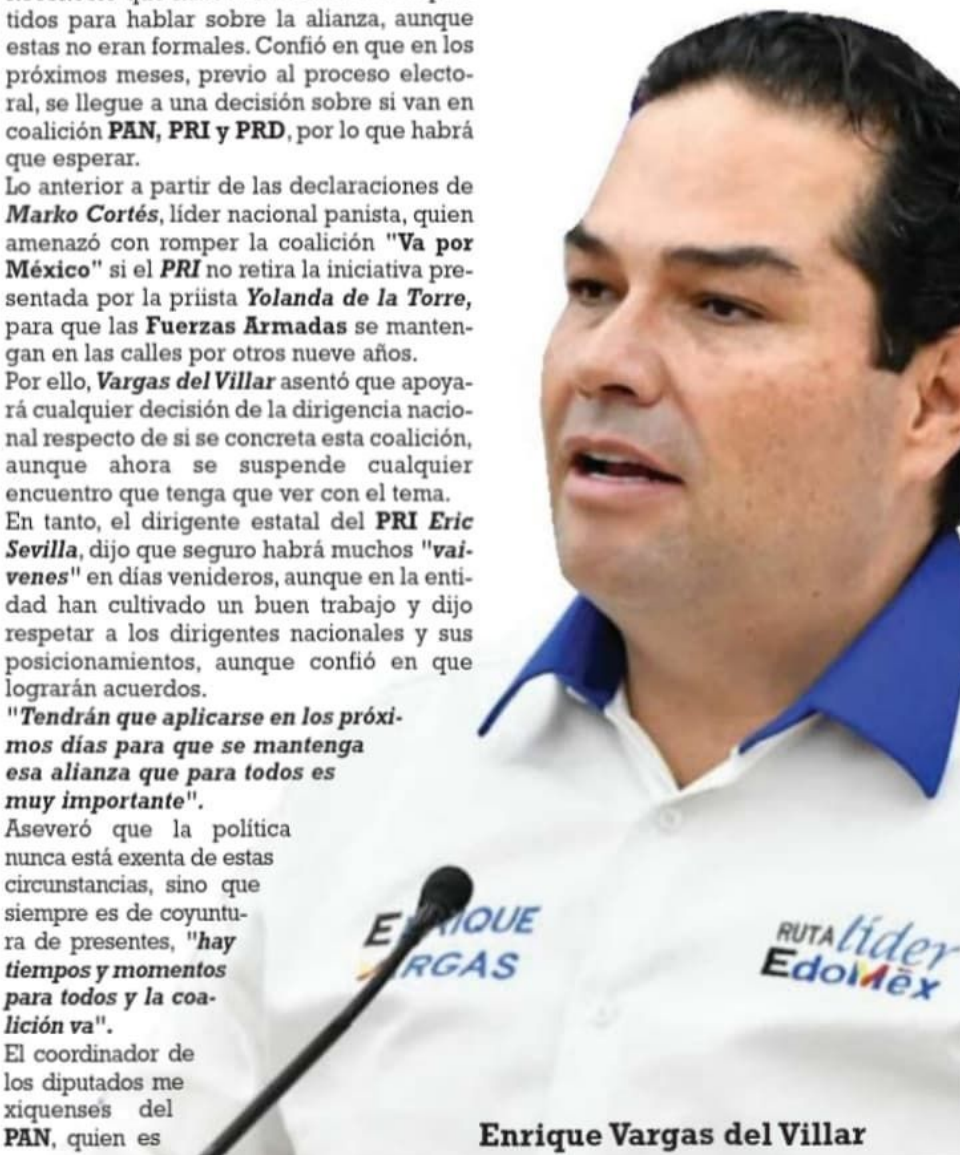 tidos para hablar sobre la alianza, aunque
estas no eran formales. Confió en que en los
próximos meses, previo al proceso electo-
ral, se llegue a una decisión sobre si van en
coalición PAN, PRI y PRD, por lo que habrá
que esperar.
Lo anterior a partir de las declaraciones de
Marko Cortés, líder nacional panista, quien
amenazó con romper la coalición "Va por
México" si el PRI no retira la iniciativa pre-
sentada por la priista Yolanda de la Torre,
para que las Fuerzas Armadas se manten-
gan en las calles por otros nueve años.
Por ello, Vargas del Villar asentó que apoya-
rá cualquier decisión de la dirigencia nacio-
nal respecto de si se concreta esta coalición,
aunque ahora se suspende cualquier
encuentro que tenga que ver con el tema.
En tanto, el dirigente estatal del PRI Eric
Sevilla, dijo que seguro habrá muchos "vai-
venes" en días venideros, aunque en la enti-
dad han cultivado un buen trabajo y dijo
respetar a los dirigentes nacionales y sus
posicionamientos, aunque confió en que
lograrán acuerdos.
"Tendrán que aplicarse en los próxi-
mos días para que se mantenga
esa alianza que para todos es
muy importante".
Aseveró que la política
nunca está exenta de estas
circunstancias, sino que
siempre es de coyuntu-
ra de presentes, "hay
tiempos y momentos
para todos y la coa-
lición va".
El coordinador de
los diputados me
xiquenses del
PAN, quien es
RUTA líder
EdoMéx
Enrique Vargas del Villar